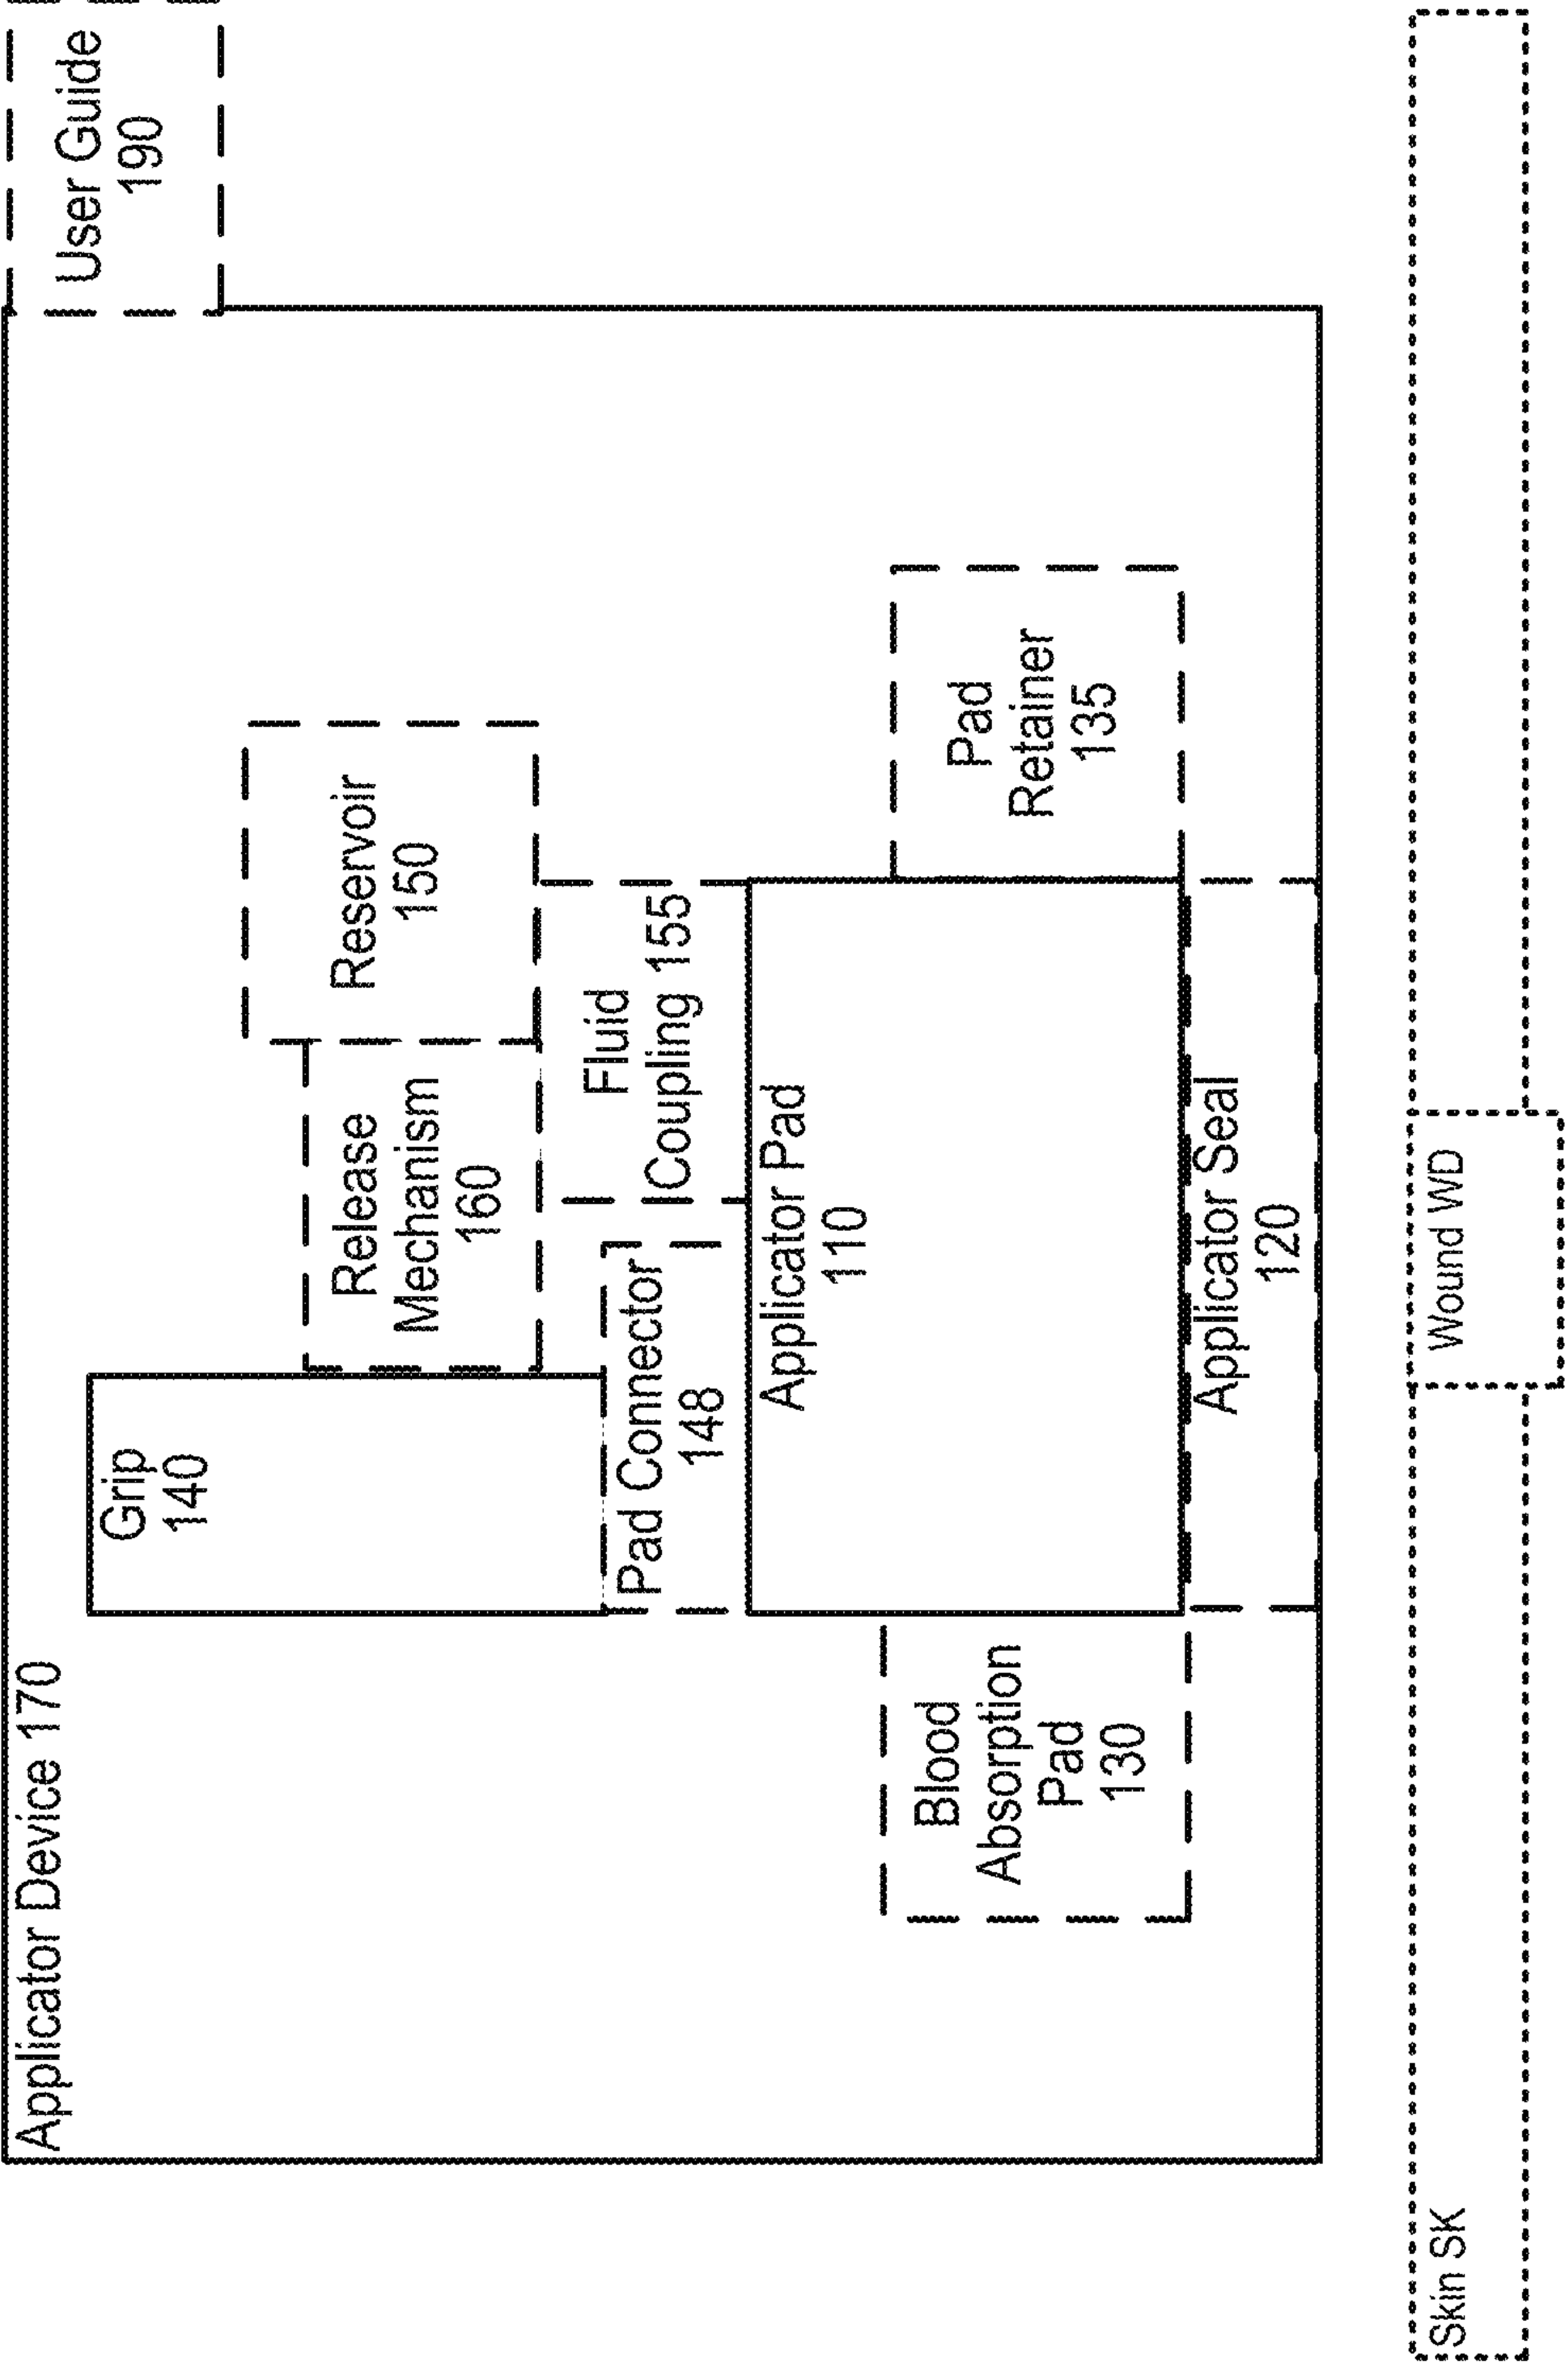 Applicator Device 170
User Guide
190
Grip
140
Release
Mechanism
160
Reservoir
150
Pad Connector
148
Fluid
Coupling 155
Applicator Pad
110
Blood
Absorption
Pad
130
Pad
Retainer
135
Applicator Seal
120
Skin SK
Wound WD